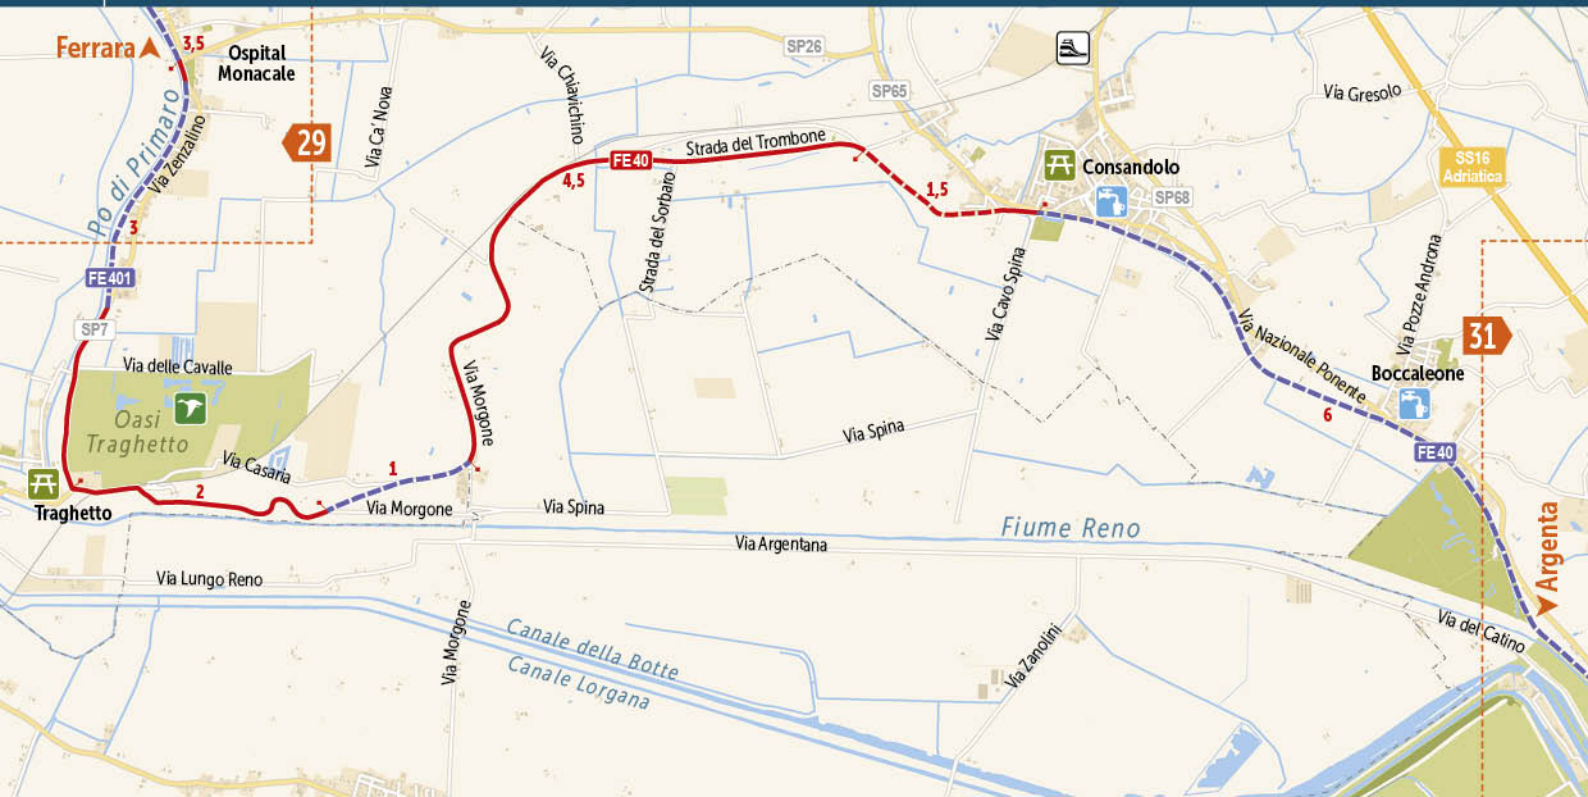 Ferrara
3,5
Ospital
Monacale
SP26
Via Chiavichino
SP65
Via Gresolo
Po di Primaro
Via Zenzalino
Via Ca' Nova
29
Strada del Trombone
FE40
4,5
SS16
Adriatica
Consandolo
1,5
SP68
3
Strada del Sorbaro
FE401
Via Cavo Spina
Via Pozze Androna
SP7
Via Nazionale Ponente
31
Via delle Cavalle
Boccaleone
Oasi
Traghetto
Via Morgone
6
Via Spina
FE40
Via Casaria
1
2
Traghetto
Via Morgone
Via Spina
Fiume Reno
Via Argentana
Argenta
Via Lungo Reno
Via Morgone
Canale della Botte
Canale Lorgana
Via Zanolini
Via del Catino